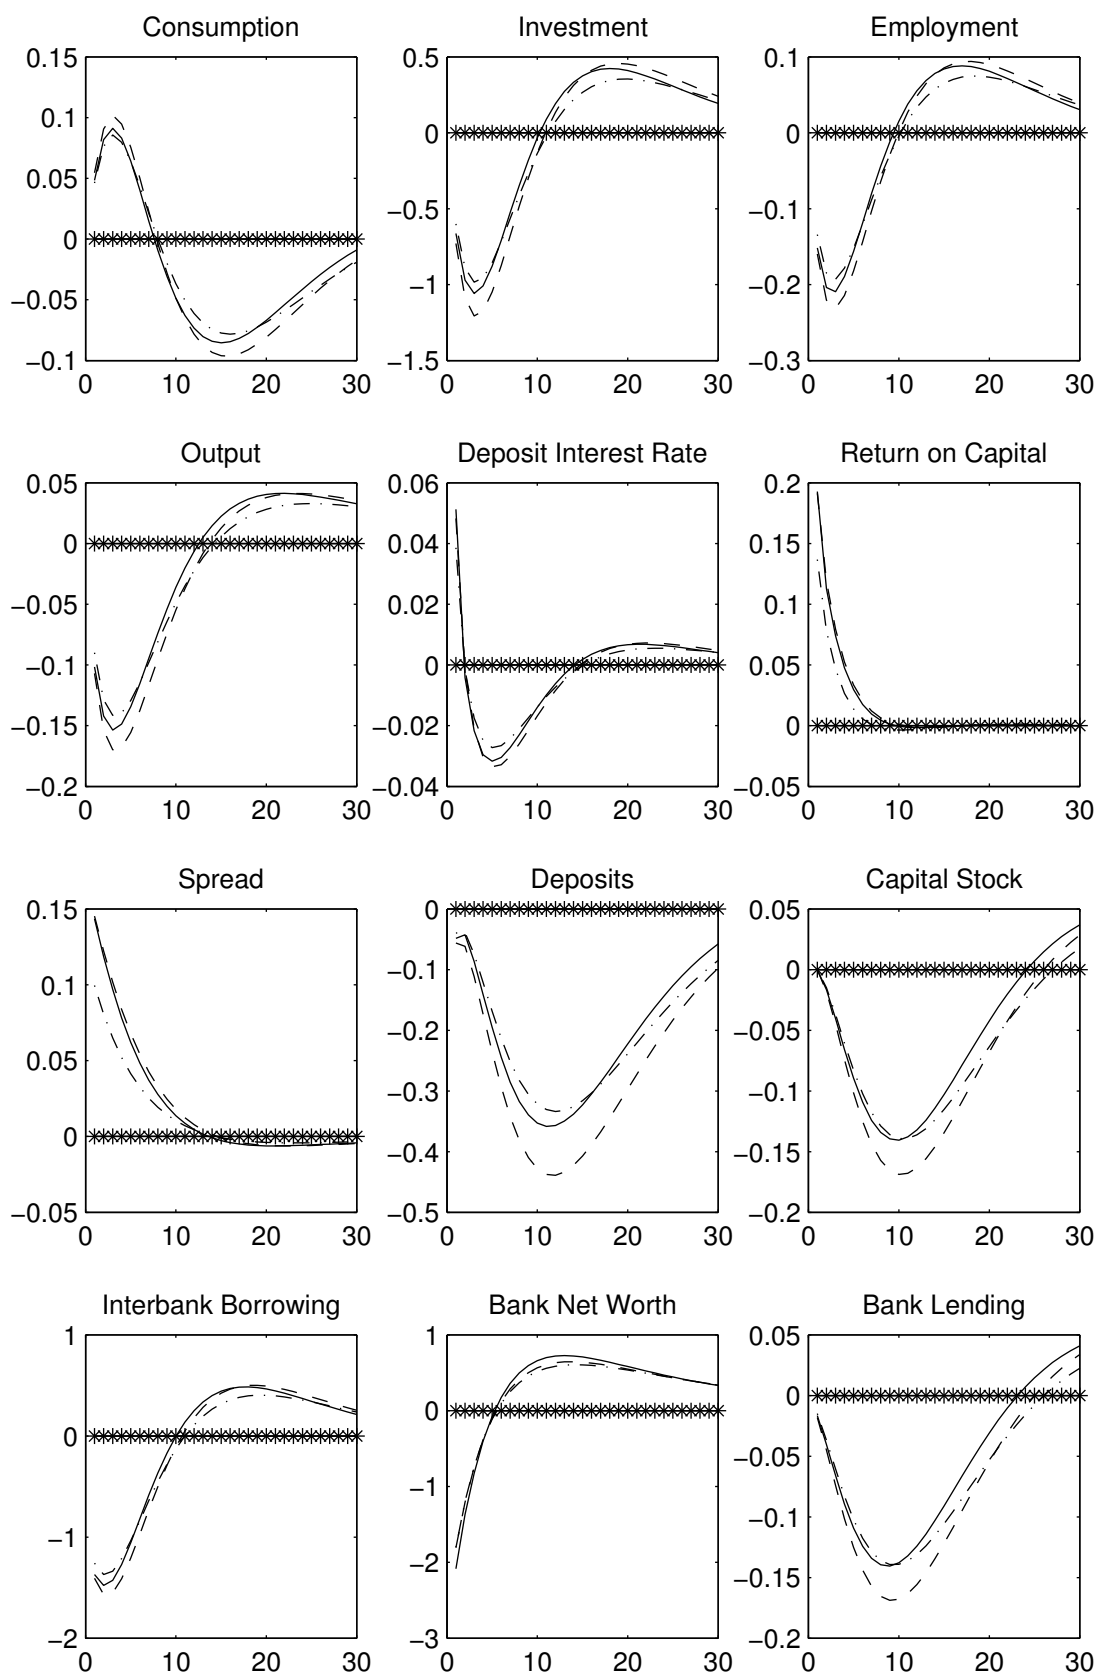 Consumption Investment Employment
0.15 0.5 0.1
0.1 0 0
0.05 −0.5 −0.1
0 −1 −0.2
−0.05 −1.5 −0.3
−0.1
0 10 20 30 0 10 20 30 0 10 20 30
Output Deposit Interest Rate Return on Capital
0.05 0.06 0.2
0 0.04 0.15
−0.05 0.02 0.1
−0.1 0 0.05
−0.15 −0.02 0
−0.2 −0.04 −0.05
0 10 20 30 0 10 20 30 0 10 20 30
Spread Deposits Capital Stock
0.15 0 0.05
0.1 −0.1 0
0.05 −0.2 −0.05
0 −0.3 −0.1
−0.05 −0.4 −0.15
−0.5 −0.2
0 10 20 30 0 10 20 30 0 10 20 30
Interbank Borrowing Bank Net Worth Bank Lending
1 1 0.05
0 0 0
−1 −1 −0.05
−2 −2 −0.1
−3 −0.15
−0.2
0 10 20 30 0 10 20 30 0 10 20 30